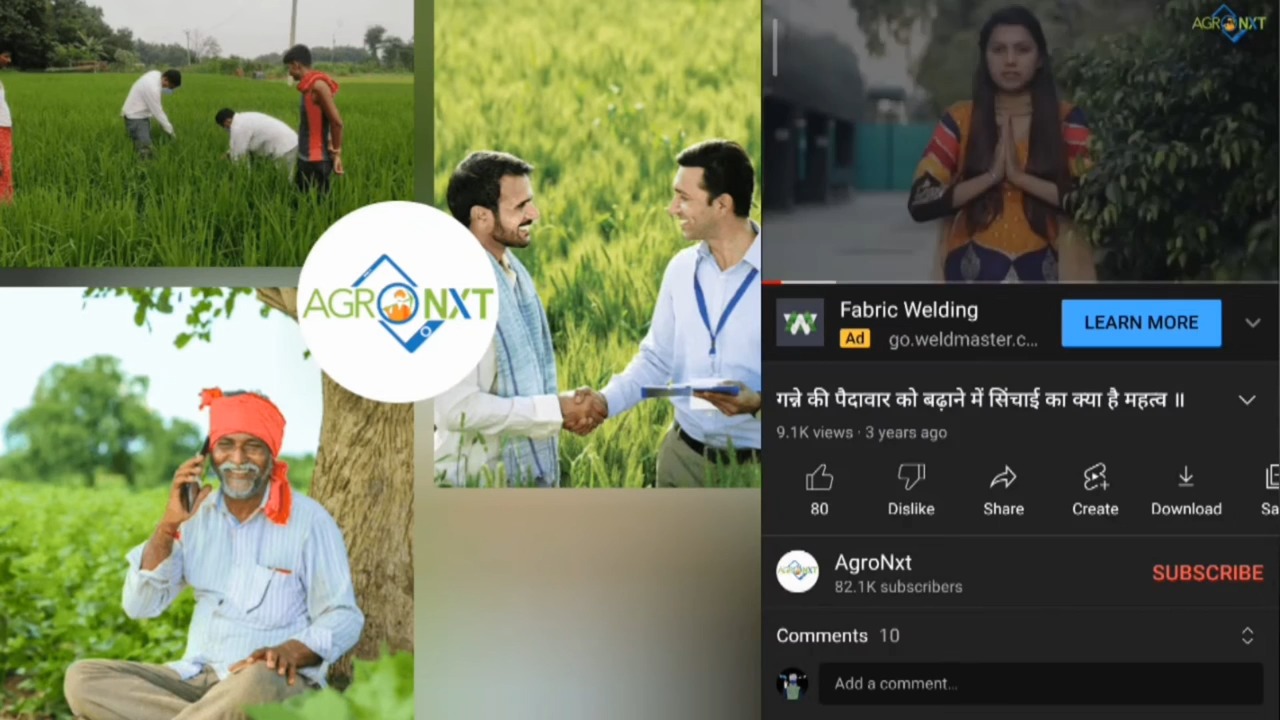 AGRONXT
AGRONXT
Fabric Welding
Ad go.weldmaster.c...
LEARN MORE
गन्ने की पैदावार को बढ़ाने में सिंचाई का क्या है महत्व ॥
9.1K views · 3 years ago
80 Dislike Share Create Download Sa
AgroNxt
82.1K subscribers
SUBSCRIBE
AGRONXT
Comments 10
Add a comment...